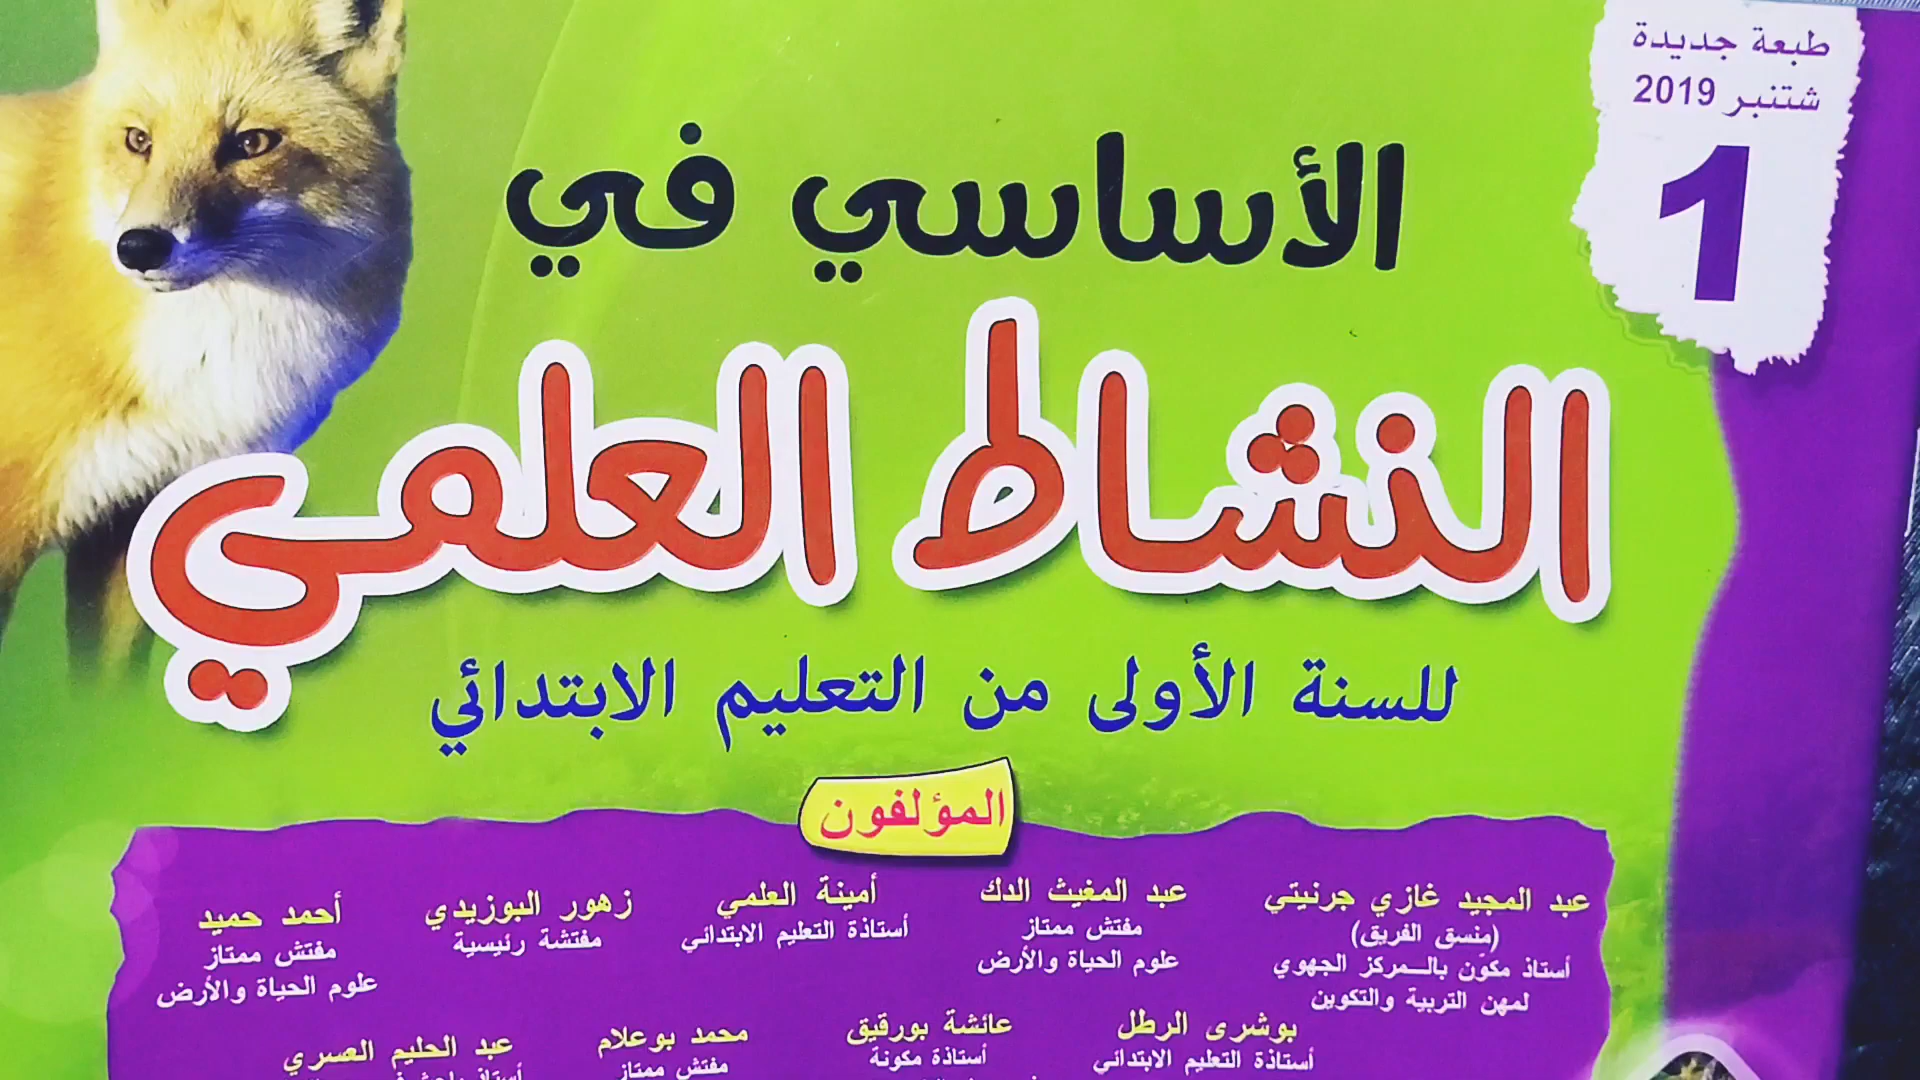 طبعة جديدة
شتنبر 2019
1
الأساسي في
النشاط العلمي
للسنة الأولى من التعليم الابتدائي
المؤلفون
عبد المجيد غازي جرنيتي
(منسق الفريق)
أستاذ مكوّن بالـمركز الجهوي
لمهن التربية والتكوين
عبد المغيث الدك
مفتش ممتاز
علوم الحياة والأرض
أمينة العلمي
أستاذة التعليم الابتدائي
زهور البوزيدي
مفتشة رئيسية
أحمد حميد
مفتش ممتاز
علوم الحياة والأرض
بوشرى الرطل
أستاذة التعليم الابتدائي
عائشة بورقيق
أستاذة مكونة
محمد بوعلام
مفتش ممتاز
عبد الحليم العسري